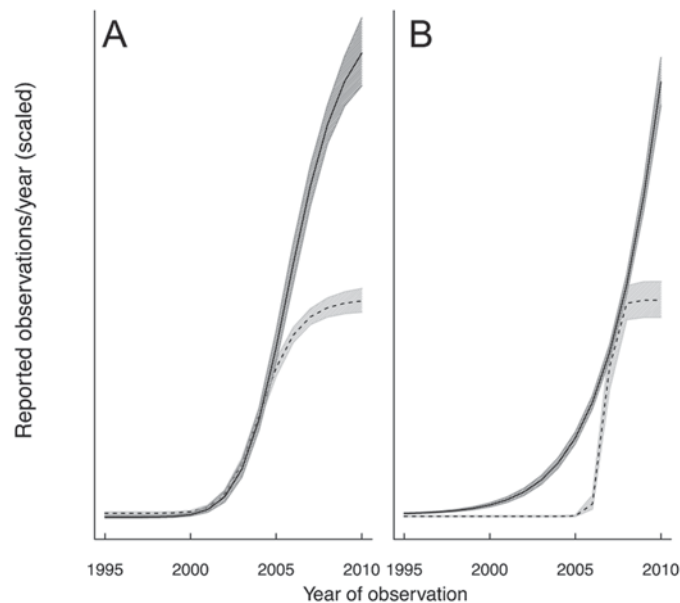 A
B
Reported observations/year (scaled)
1995 2000 2005 2010 1995 2000 2005 2010
Year of observation